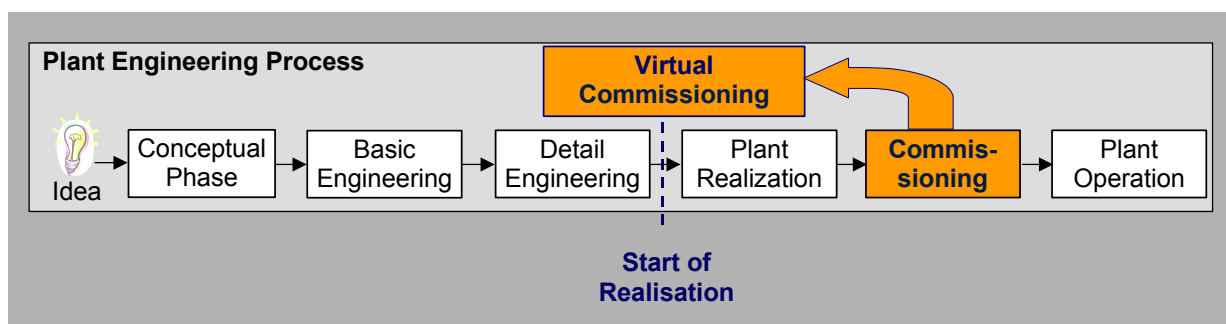 Plant Engineering Process
Virtual
Commissioning
Idea
Conceptual
Phase
Basic
Engineering
Detail
Engineering
Plant
Realization
Commis-
sioning
Plant
Operation
Start of
Realisation